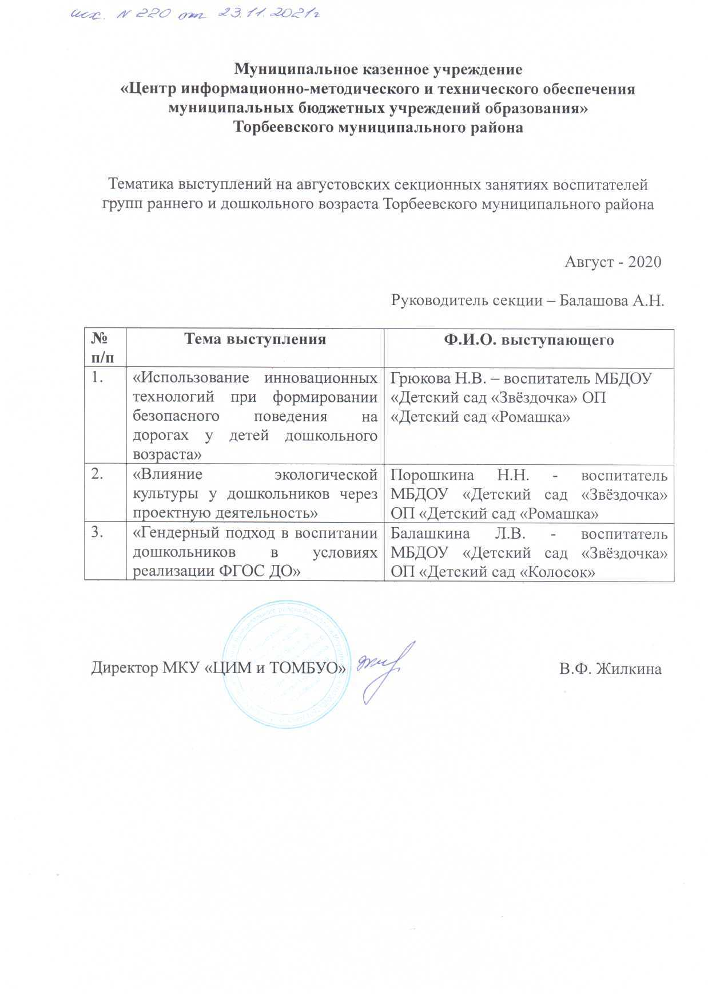 исх. № 220 от 23.11.2021г
Муниципальное казенное учреждение
«Центр информационно-методического и технического обеспечения
муниципальных бюджетных учреждений образования»
Торбеевского муниципального района
Тематика выступлений на августовских секционных занятиях воспитателей
групп раннего и дошкольного возраста Торбеевского муниципального района
Август - 2020
Руководитель секции – Балашова А.Н.
№
п/п
Тема выступления
Ф.И.О. выступающего
1.
«Использование инновационных
технологий при формировании
безопасного поведения на
дорогах у детей дошкольного
возраста»
Грюкова Н.В. – воспитатель МБДОУ
«Детский сад «Звёздочка» ОП
«Детский сад «Ромашка»
2.
«Влияние экологической
культуры у дошкольников через
проектную деятельность»
Порошкина Н.Н. - воспитатель
МБДОУ «Детский сад «Звёздочка»
ОП «Детский сад «Ромашка»
3.
«Гендерный подход в воспитании
дошкольников в условиях
реализации ФГОС ДО»
Балашкина Л.В. - воспитатель
МБДОУ «Детский сад «Звёздочка»
ОП «Детский сад «Колосок»
Директор МКУ «ЦИМ и ТОМБУО»
В.Ф. Жилкина